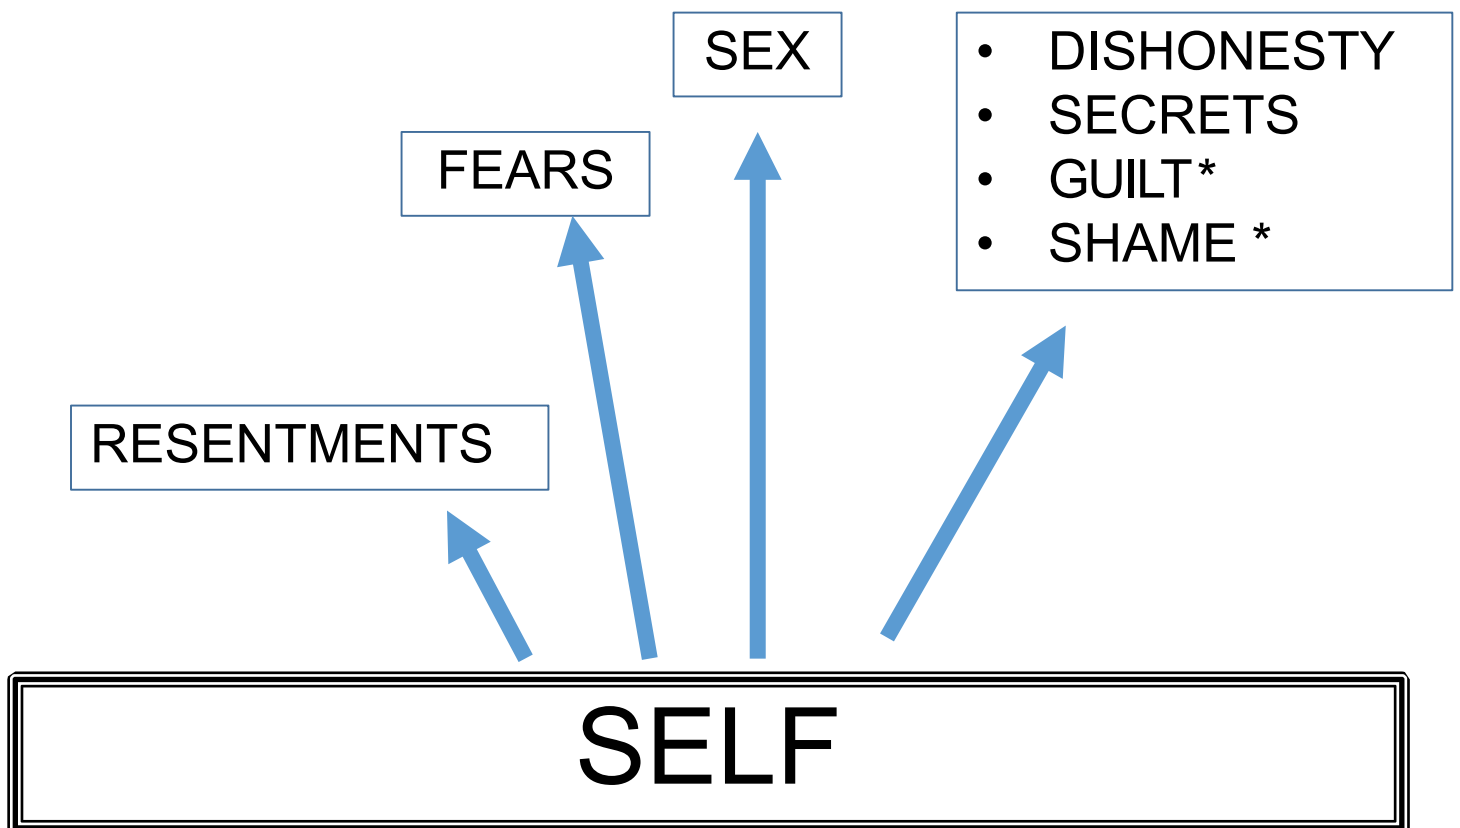 SEX
• DISHONESTY
• SECRETS
• GUILT*
• SHAME *
FEARS
RESENTMENTS
SELF